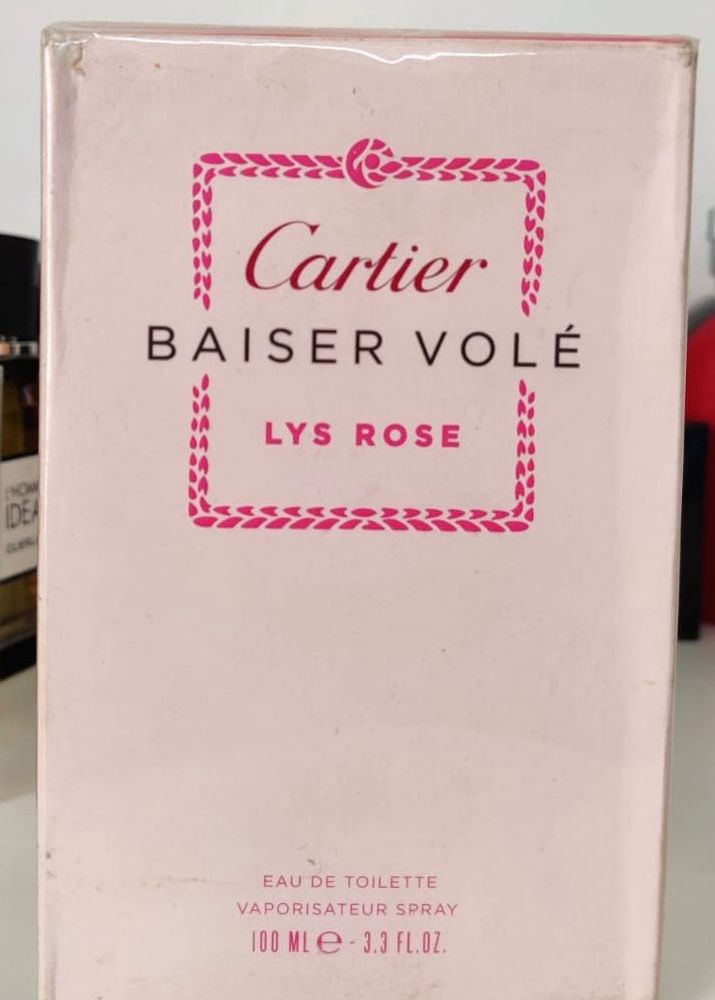 Cartier
BAISER VOLÉ
LYS ROSE
EAU DE TOILETTE
VAPORISATEUR SPRAY
100 ML e - 3.3 FL.OZ.